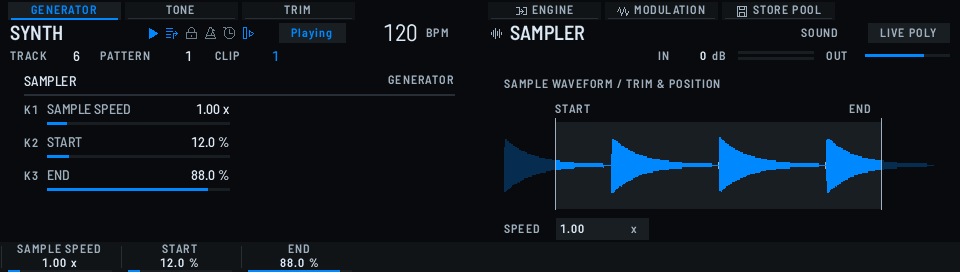 GENERATOR TONE TRIM ENGINE MODULATION STORE POOL
SYNTH Playing 120 BPM SAMPLER SOUND LIVE POLY
TRACK 6 PATTERN 1 CLIP 1 IN 0 dB OUT
SAMPLER GENERATOR SAMPLE WAVEFORM / TRIM & POSITION
K1 SAMPLE SPEED 1.00 x START END
K2 START 12.0 %
K3 END 88.0 %
SPEED 1.00 x
SAMPLE SPEED START END
1.00 x 12.0 % 88.0 %